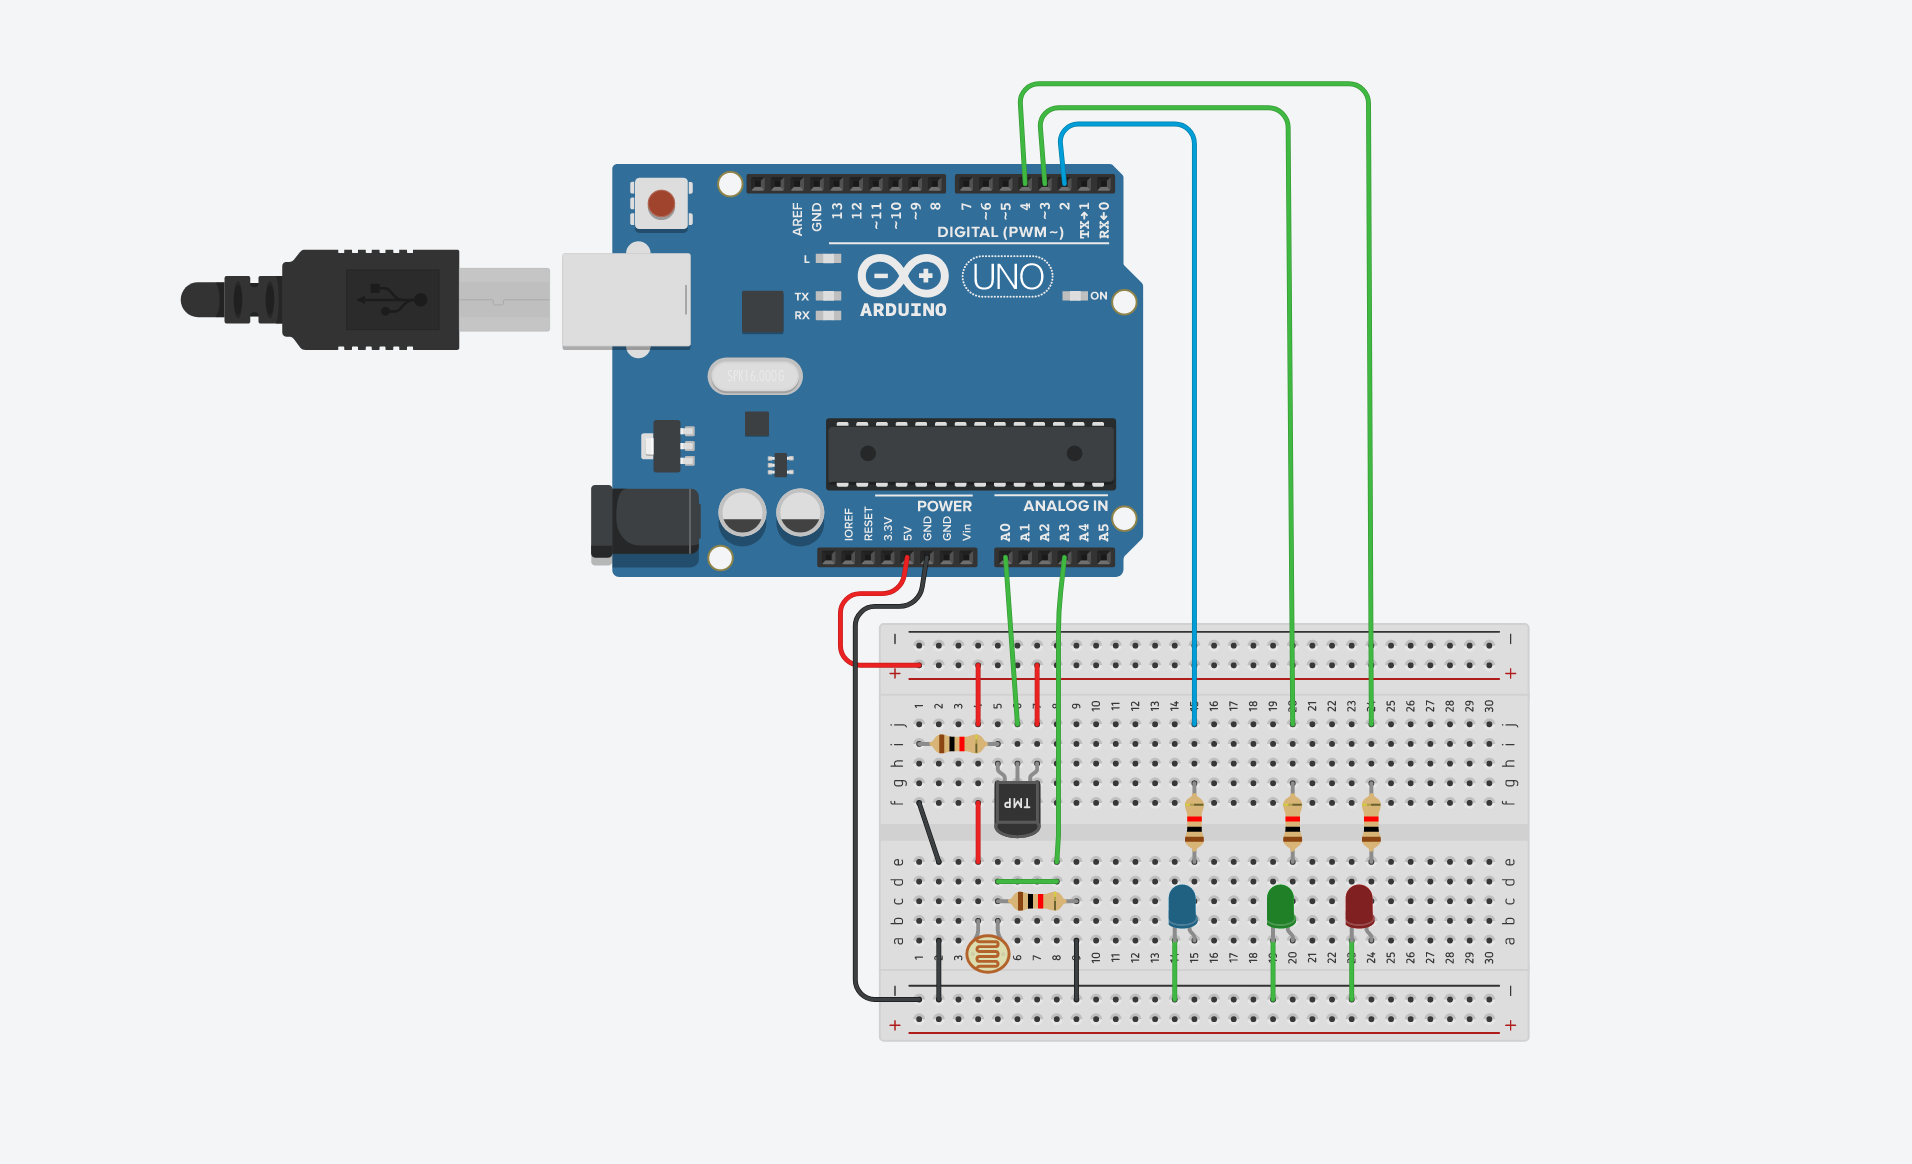 AREF
GND
13
12
~11
~10
~9
8
7
~6
~5
4
~3
2
TX→1
RX←0
DIGITAL (PWM ~)
L
TX
RX
UNO
ON
ARDUINO
SPK16.000G
POWER
ANALOG IN
IOREF
RESET
3.3V
5V
GND
GND
Vin
A0
A1
A2
A3
A4
A5
− −
+ +
1 2 3 5 7 9 10 11 12 13 14 16 17 18 19 21 22 23 25 26 27 28 29 30
j j
i i
h h
g g
f f
TMP
e e
d d
c c
b b
a a
1 3 6 7 8 10 11 12 13 15 16 17 18 20 21 22 24 25 26 27 28 29 30
− −
+ +